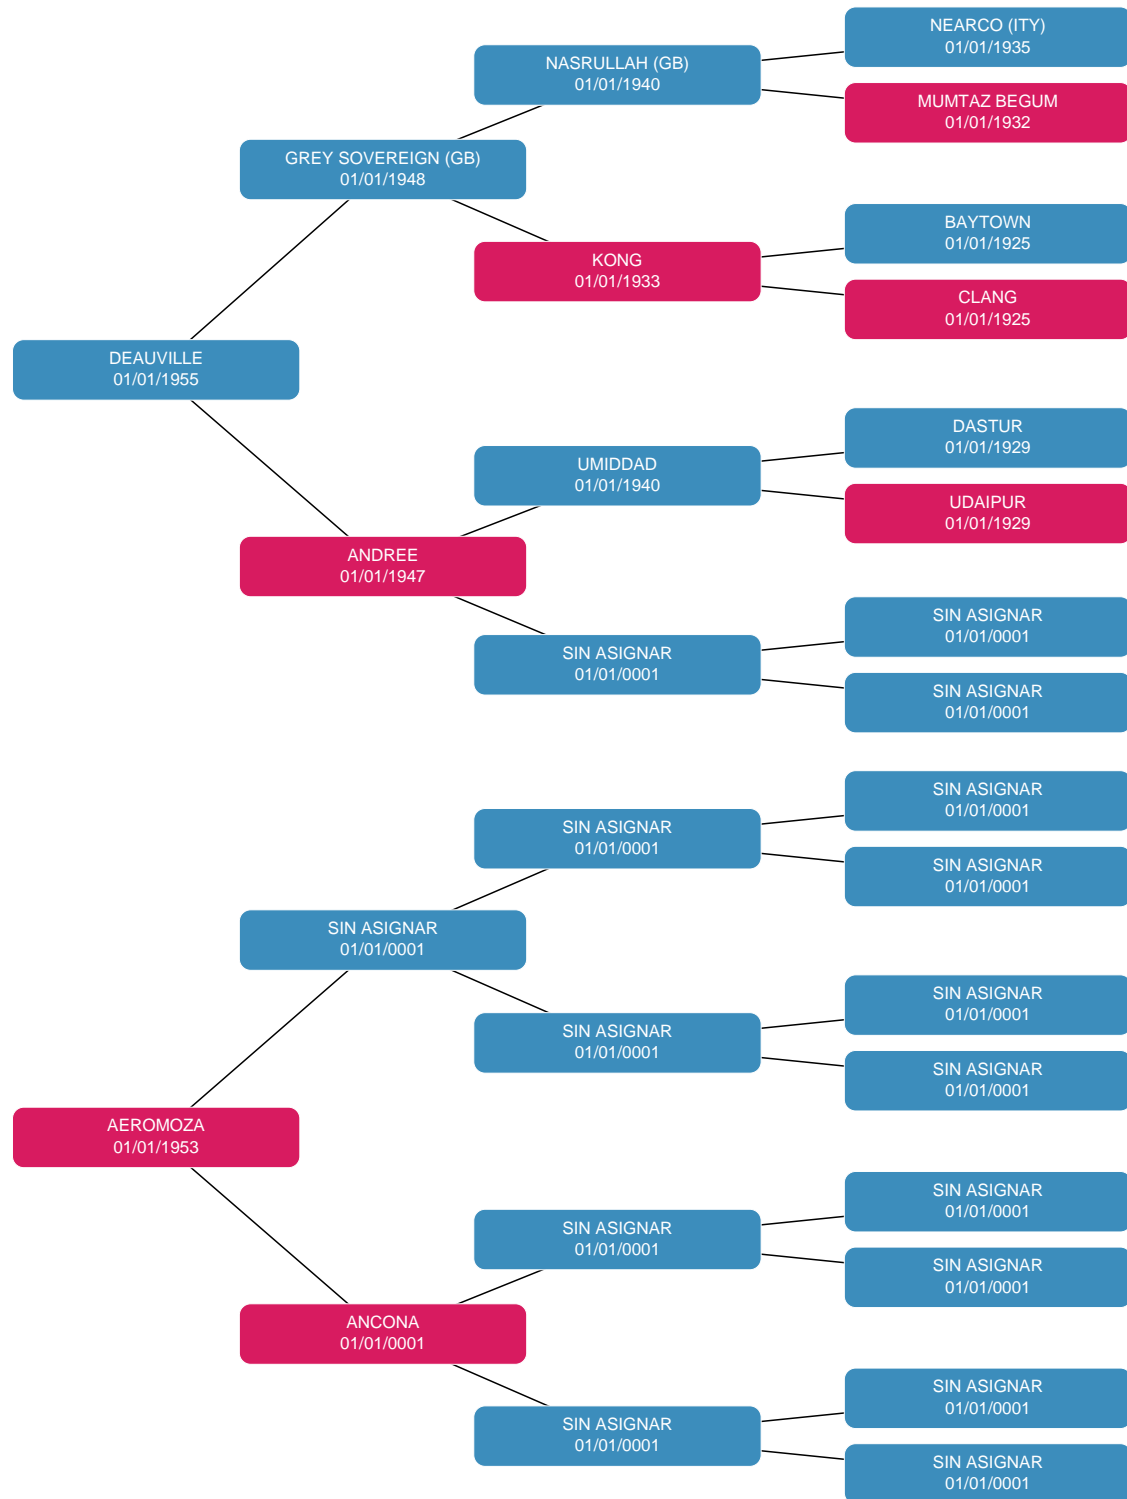 NEARCO (ITY)
01/01/1935
NASRULLAH (GB)
01/01/1940
MUMTAZ BEGUM
01/01/1932
GREY SOVEREIGN (GB)
01/01/1948
BAYTOWN
01/01/1925
KONG
01/01/1933
CLANG
01/01/1925
DEAUVILLE
01/01/1955
DASTUR
01/01/1929
UMIDDAD
01/01/1940
UDAIPUR
01/01/1929
ANDREE
01/01/1947
SIN ASIGNAR
01/01/0001
SIN ASIGNAR
01/01/0001
SIN ASIGNAR
01/01/0001
SIN ASIGNAR
01/01/0001
SIN ASIGNAR
01/01/0001
SIN ASIGNAR
01/01/0001
SIN ASIGNAR
01/01/0001
SIN ASIGNAR
01/01/0001
SIN ASIGNAR
01/01/0001
SIN ASIGNAR
01/01/0001
AEROMOZA
01/01/1953
SIN ASIGNAR
01/01/0001
SIN ASIGNAR
01/01/0001
SIN ASIGNAR
01/01/0001
ANCONA
01/01/0001
SIN ASIGNAR
01/01/0001
SIN ASIGNAR
01/01/0001
SIN ASIGNAR
01/01/0001